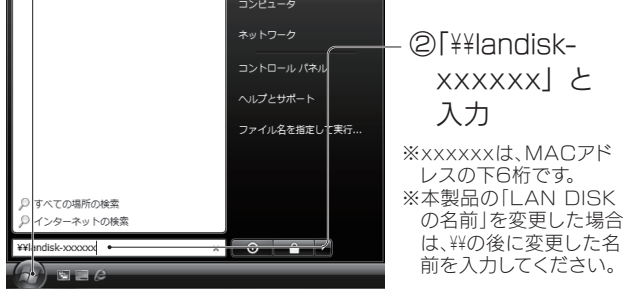 コンピュータ
ネットワーク
コントロール パネル
ヘルプとサポート
ファイル名を指定して実行...
すべての場所の検索
インターネットの検索
¥¥landisk-xxxxxx
②「¥¥landisk-
xxxxxx」と
入力
※xxxxxxは、MACアド
レスの下6桁です。
※本製品の「LAN DISK
の名前」を変更した場合
は、¥¥の後に変更した名
前を入力してください。